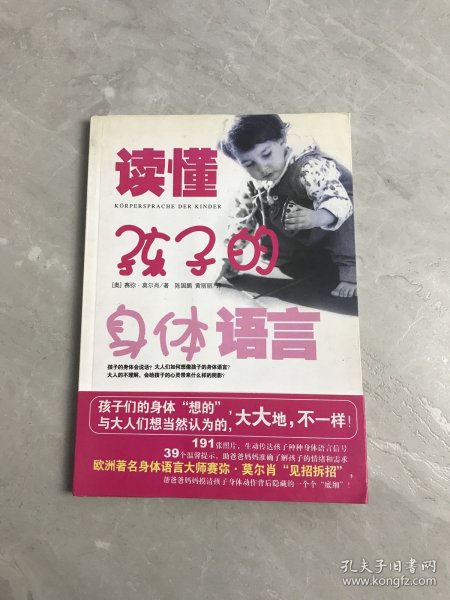 读懂
KÖRPERSPRACHE DER KINDER
孩子的
[奥] 赛弥·莫尔肖/著 陈国鹏 黄丽丽/译
身体语言
孩子的身体会说话?大人们如何想像孩子的身体语言?
大人的不理解,会给孩子的心灵带来什么样的阴影?
孩子们的身体“想的”
与大人们想当然认为的,大大地,不一样!
191张照片,生动传达孩子种种身体语言信号
39个温馨提示,助爸爸妈妈准确了解孩子的情绪和需求
欧洲著名身体语言大师赛弥·莫尔肖“见招拆招”,
帮爸爸妈妈摸清孩子身体动作背后隐藏的一个个“底细”!
孔夫子旧书网
www.kongfz.com